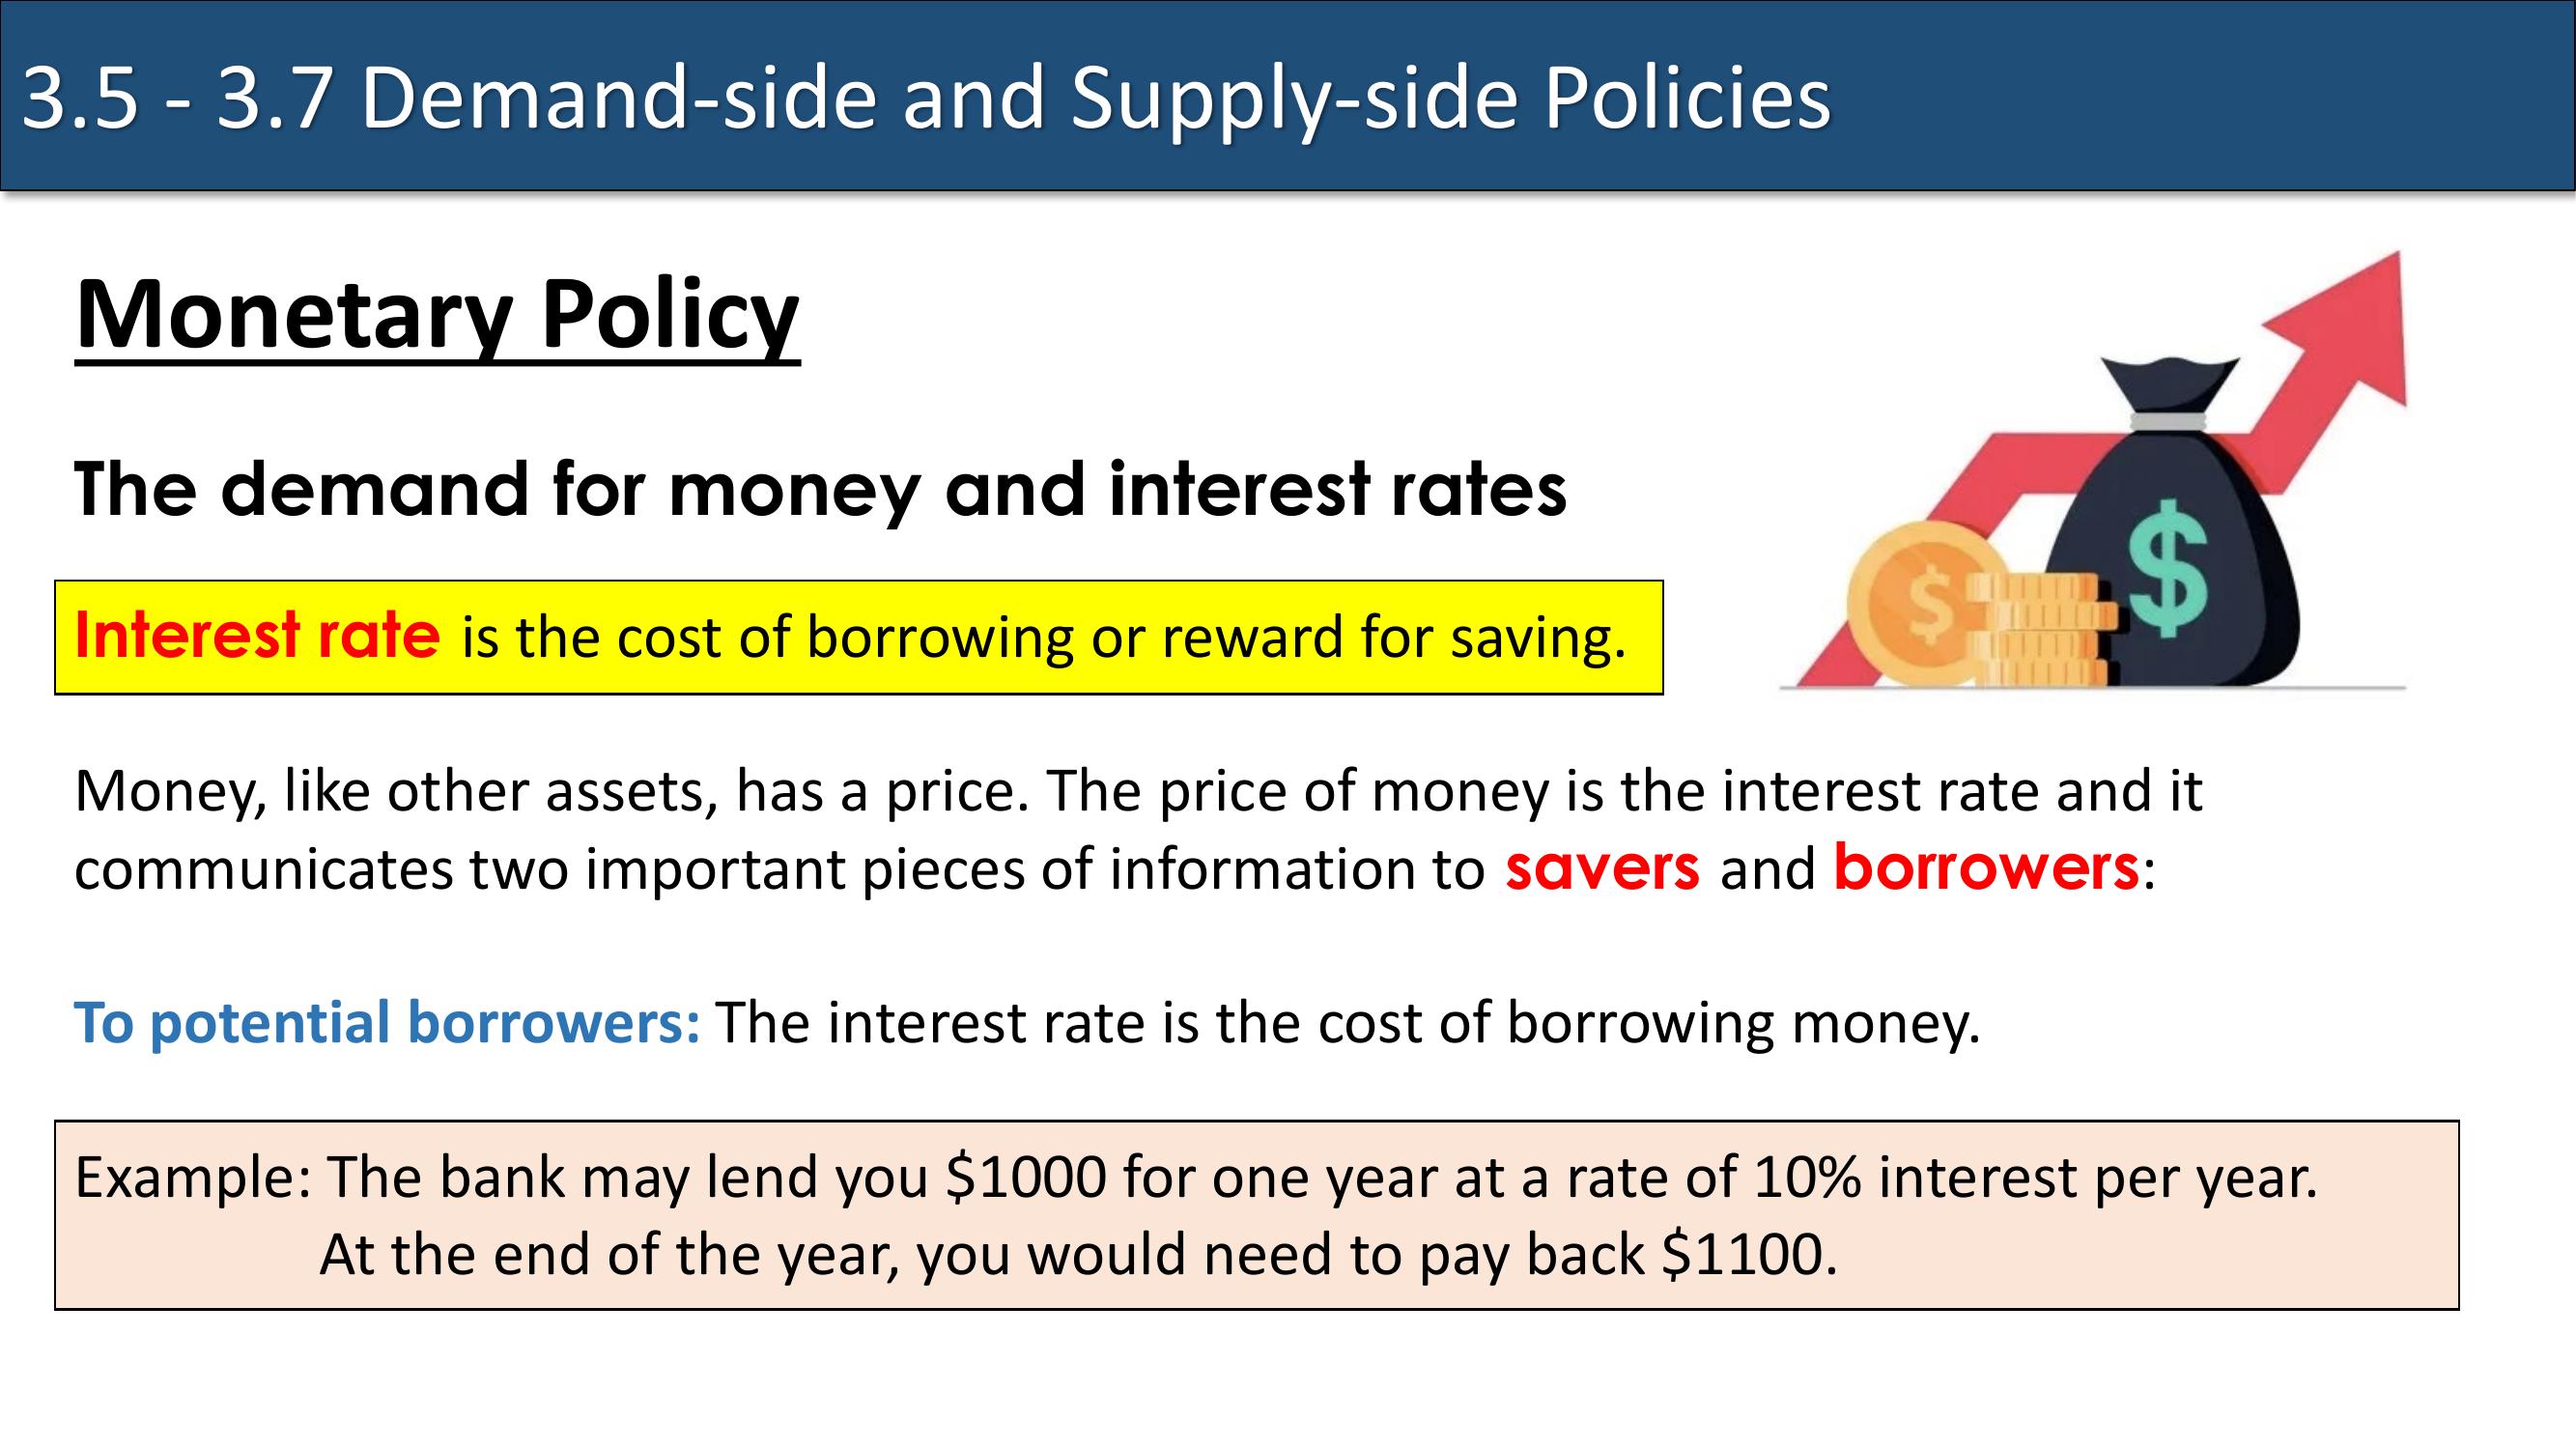 3.5 - 3.7 Demand-side and Supply-side Policies
Monetary Policy
The demand for money and interest rates
Interest rate is the cost of borrowing or reward for saving.
Money, like other assets, has a price. The price of money is the interest rate and it
communicates two important pieces of information to savers and borrowers:
To potential borrowers: The interest rate is the cost of borrowing money.
Example: The bank may lend you $1000 for one year at a rate of 10% interest per year.
At the end of the year, you would need to pay back $1100.
$
$